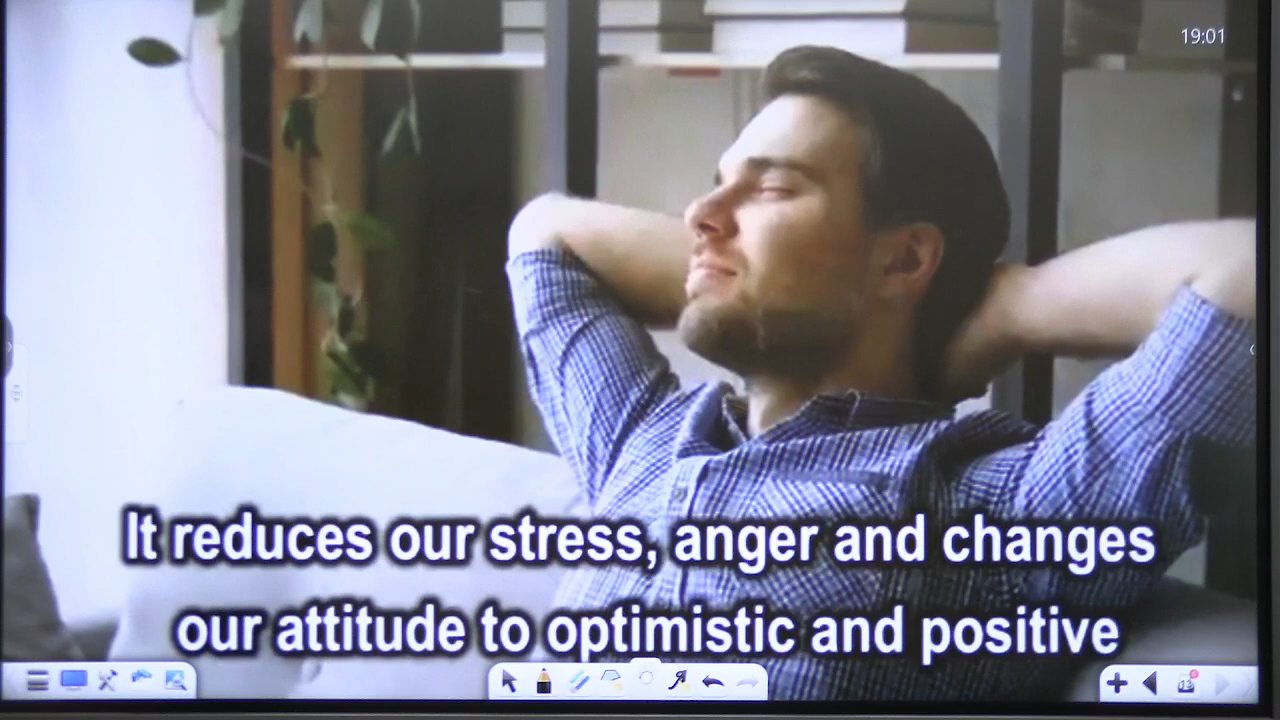 19:01
It reduces our stress, anger and changes
our attitude to optimistic and positive